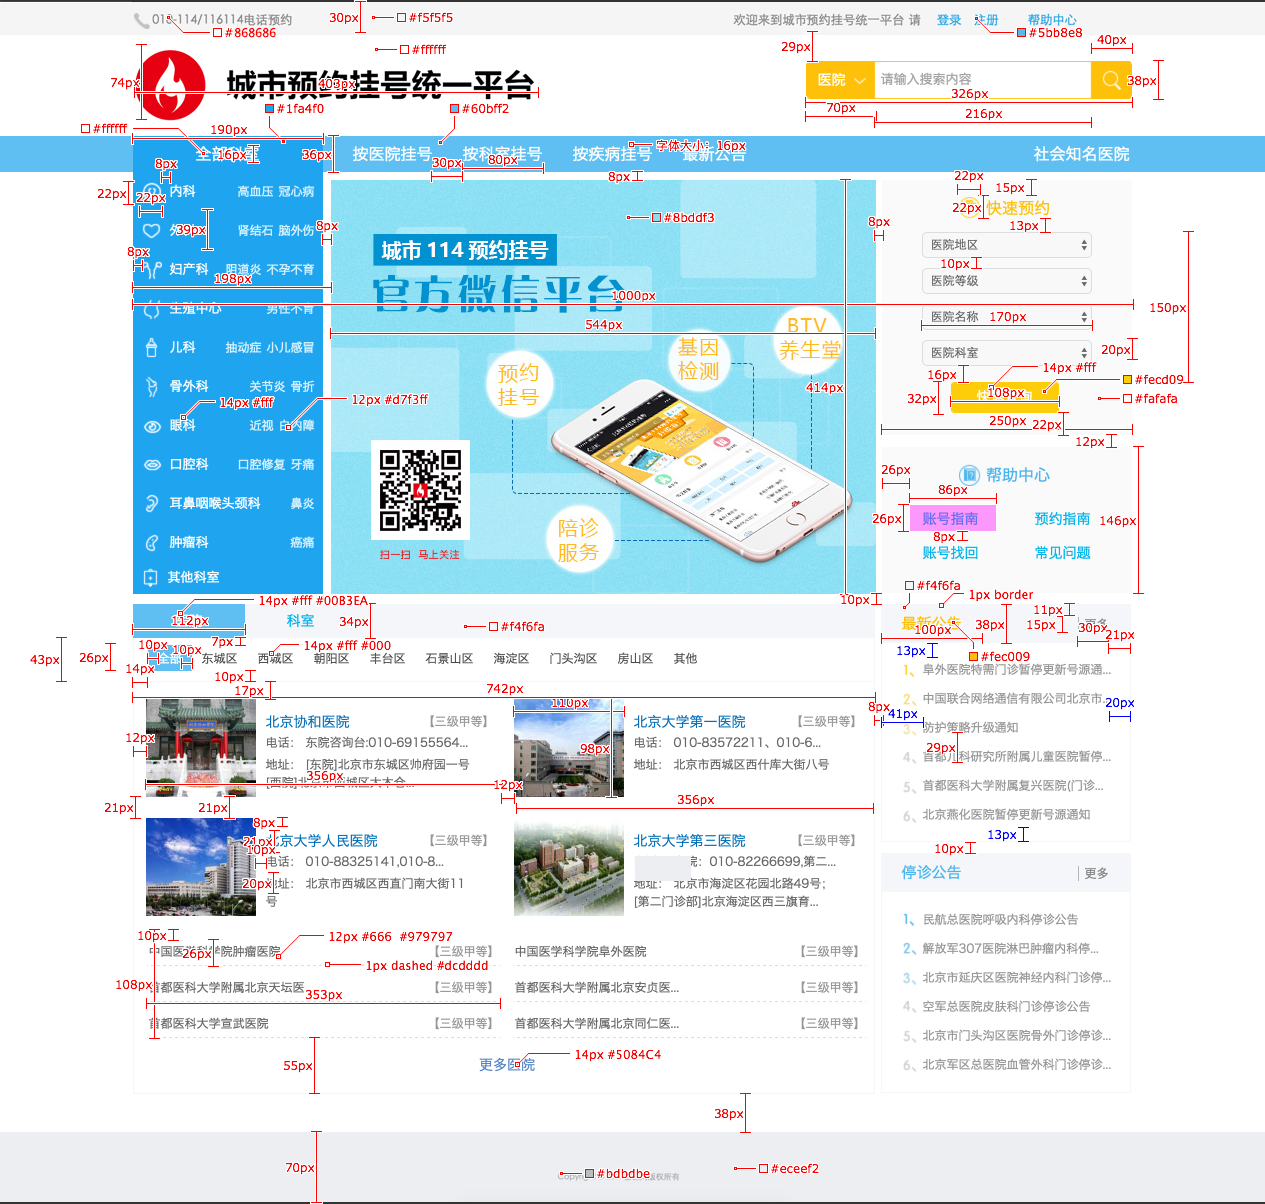 30px #f5f5f5
010-114/116114电话预约 #868686
欢迎来到城市预约挂号统一平台 请 登录 注册 帮助中心
#5bb8e8
#ffffff
74px 城市预约挂号统一平台 403px
29px 40px
医院 请输入搜索内容 38px
326px
70px 216px
#1fa4f0 #60bff2
#ffffff 190px
16px 36px
按医院挂号 按科室挂号 按疾病挂号 最新公告 社会知名医院
字体大小：16px
30px 80px 8px
8px 22px 22px
内科 高血压 冠心病
39px 肾结石 脑外伤
8px 8px
妇产科 阴道炎 不孕不育
198px
生殖中心 男性不育
儿科 抽动症 小儿感冒
骨外科 关节炎 骨折
14px #fff 12px #d7f3ff
眼科 近视 白内障
口腔科 口腔修复 牙痛
耳鼻咽喉头颈科 鼻炎
肿瘤科 癌痛
其他科室
#8bddf3
城市 114 预约挂号
官方微信平台
1000px
544px
BTV
养生堂
基因
检测
预约
挂号
414px
陪诊
服务
扫一扫 马上关注
8px
22px 15px
22px 快速预约
13px
医院地区
10px
医院等级
150px
医院名称 170px
20px
医院科室
16px 14px #fff
#fecd09
32px 108px #fafafa
250px 22px
12px
26px 帮助中心
86px
26px 账号指南 预约指南 146px
8px
账号找回 常见问题
#f4f6fa
10px 1px border
14px #fff #00B3EA
112px 科室 34px #f4f6fa
最新公告 38px 11px
15px 更多
100px 30px 21px
#fec009
7px 14px #fff #000
10px 10px
43px 26px 全部 东城区 西城区 朝阳区 丰台区 石景山区 海淀区 门头沟区 房山区 其他
14px 10px
17px 742px
13px
1、 阜外医院特需门诊暂停更新号源通...
2、 中国联合网络通信有限公司北京市...
20px
8px 41px
3、 防护策略升级通知
29px
4、 首都儿科研究所附属儿童医院暂停...
5、 首都医科大学附属复兴医院(门诊...
6、 北京燕化医院暂停更新号源通知
13px
10px
110px
北京协和医院 【三级甲等】
电话： 东院咨询台:010-69155564...
地址： [东院]北京市东城区帅府园一号
[西院]北京市西城区大木仓...
12px
356px
北京大学第一医院 【三级甲等】
电话： 010-83572211、010-6...
98px
地址： 北京市西城区西什库大街八号
12px
356px
21px 21px
8px
21px 北京大学人民医院 【三级甲等】
10px
电话： 010-88325141,010-8...
20px 地址： 北京市西城区西直门南大街11
号
北京大学第三医院 【三级甲等】
院：010-82266699,第二...
地址： 北京市海淀区花园北路49号；
[第二门诊部]北京海淀区西三旗育...
停诊公告 更多
1、 民航总医院呼吸内科停诊公告
2、 解放军307医院淋巴肿瘤内科停...
3、 北京市延庆区医院神经内科门诊停...
4、 空军总医院皮肤科门诊停诊公告
5、 北京市门头沟区医院骨外门诊停诊...
6、 北京军区总医院血管外科门诊停...
10px 12px #666 #979797
中国医学科学院肿瘤医院 【三级甲等】 中国医学科学院阜外医院 【三级甲等】
26px
1px dashed #dcdddd
108px
首都医科大学附属北京天坛医 【三级甲等】 首都医科大学附属北京安贞医... 【三级甲等】
353px
首都医科大学宣武医院 【三级甲等】 首都医科大学附属北京同仁医... 【三级甲等】
55px 更多医院 14px #5084C4
38px
70px #bdbdbe 版权所有 #eceef2